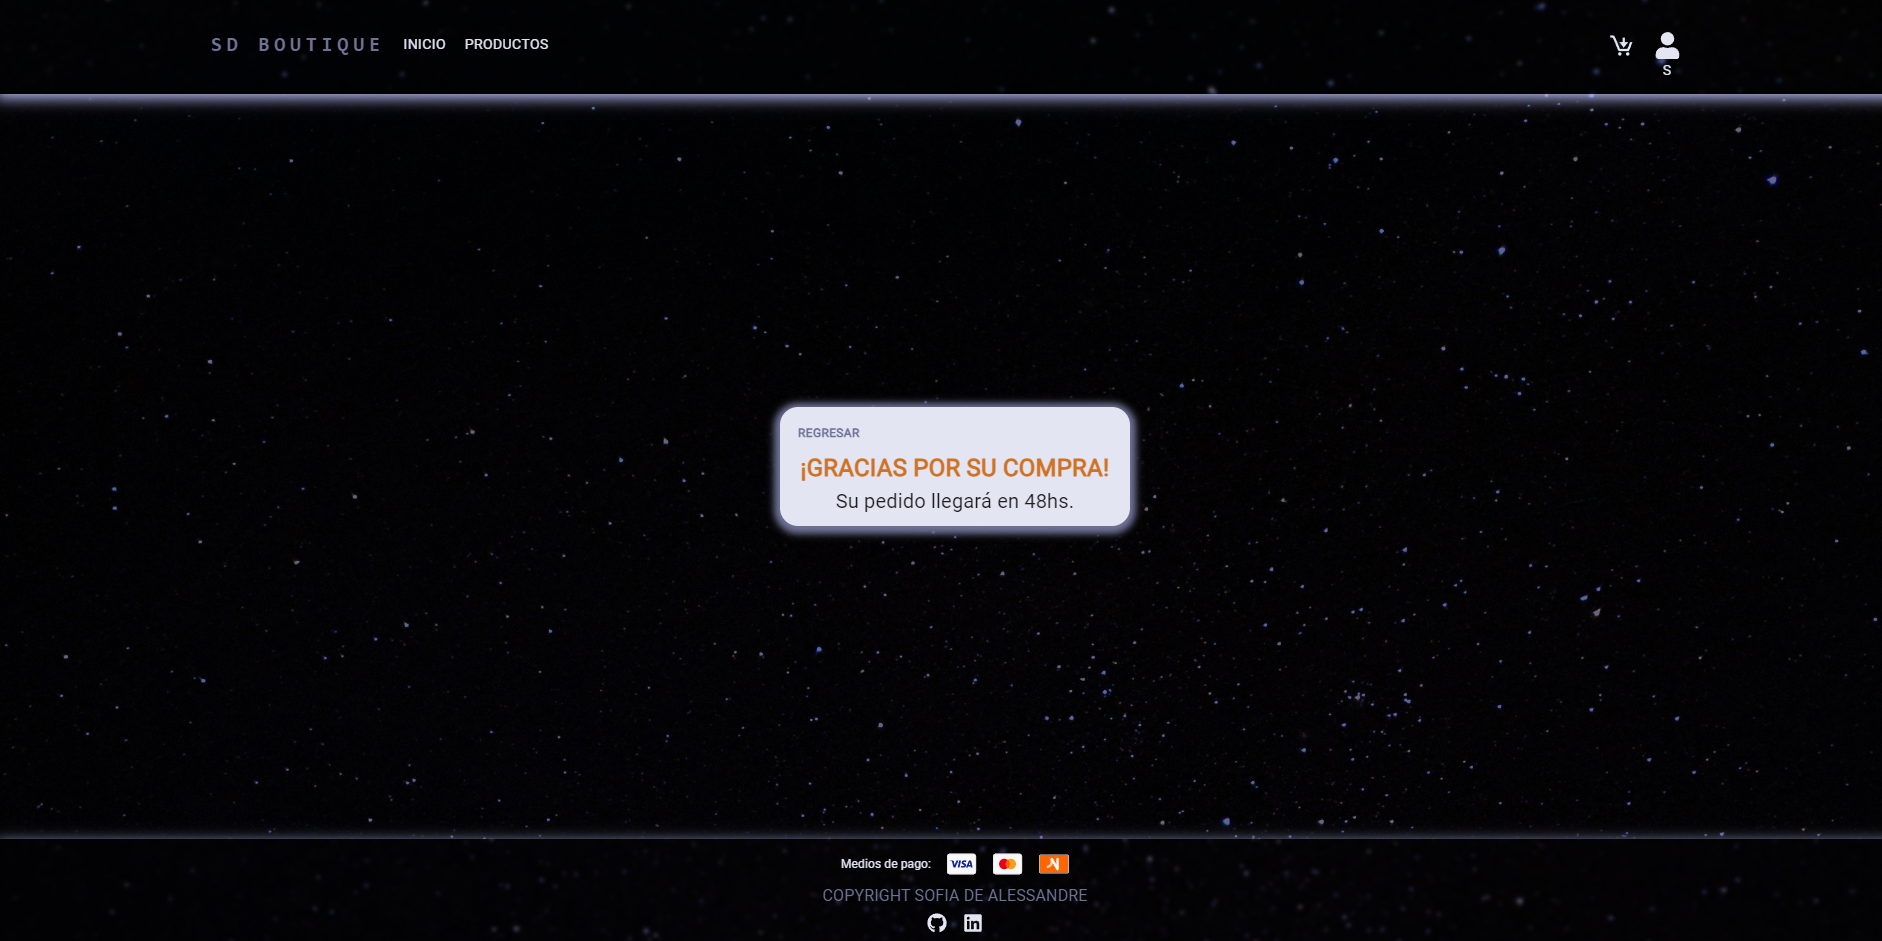 SD BOUTIQUE INICIO PRODUCTOS
S
REGRESAR
¡GRACIAS POR SU COMPRA!
Su pedido llegará en 48hs.
Medios de pago: VISA
COPYRIGHT SOFIA DE ALESSANDRE
in